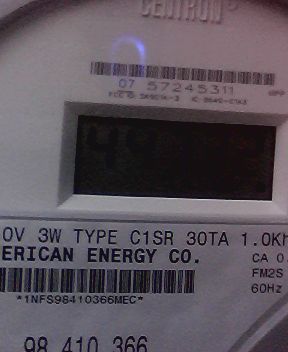 CENTRON
07 57245311
0V 3W TYPE C1SR 30TA 1.0Kh
ERICAN ENERGY CO.
CA 0.
FM2S
60Hz
*1NFS98410366MEC*
98 410 366